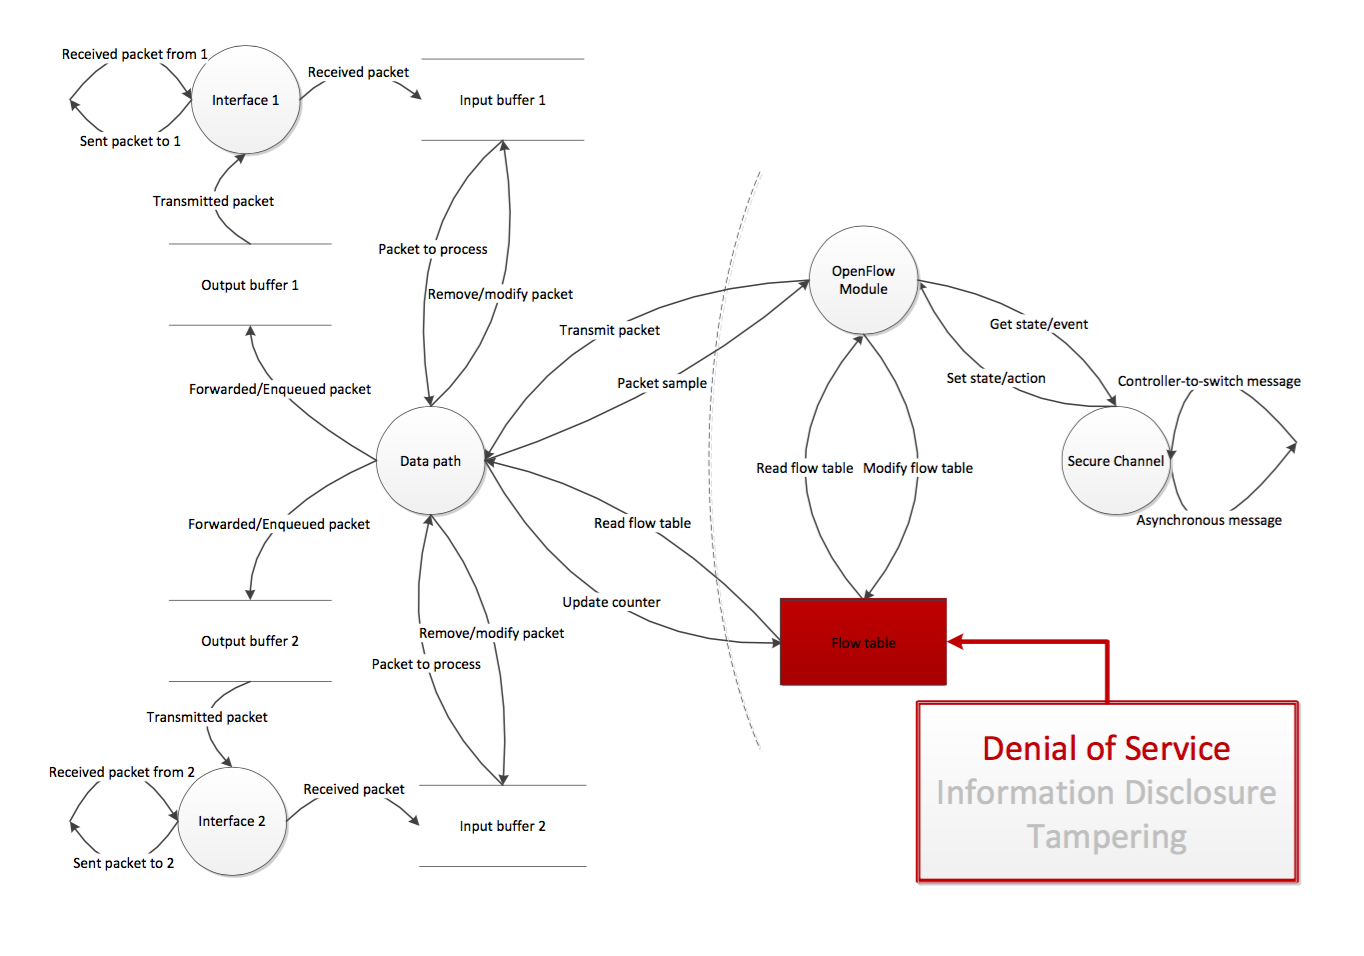 Received packet from 1
Interface 1
Received packet
Input buffer 1
Sent packet to 1
Transmitted packet
Output buffer 1
Packet to process
Remove/modify packet
OpenFlow
Module
Transmit packet
Get state/event
Packet sample
Set state/action
Controller-to-switch message
Forwarded/Enqueued packet
Data path
Secure Channel
Read flow table
Modify flow table
Forwarded/Enqueued packet
Read flow table
Asynchronous message
Update counter
Output buffer 2
Remove/modify packet
Packet to process
Flow table
Transmitted packet
Denial of Service
Information Disclosure
Tampering
Received packet from 2
Interface 2
Received packet
Input buffer 2
Sent packet to 2